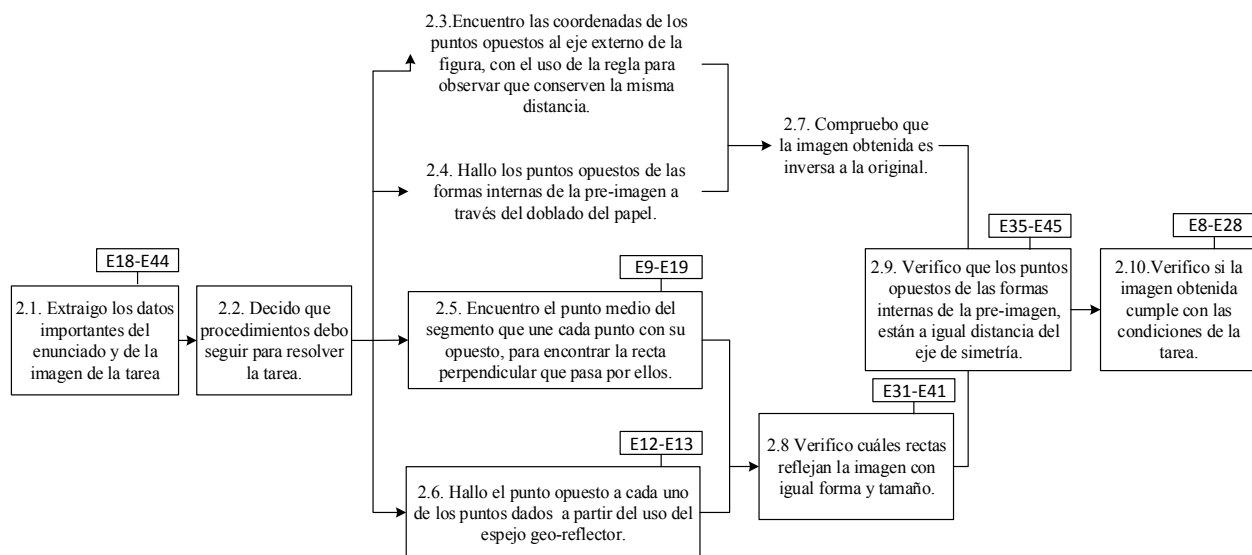 2.3.Encuentro las coordenadas de los
puntos opuestos al eje externo de la
figura, con el uso de la regla para
observar que conserven la misma
distancia.
2.7. Compruebo que
la imagen obtenida es
inversa a la original.
2.4. Hallo los puntos opuestos de las
formas internas de la pre-imagen a
través del doblado del papel.
E18-E44
2.1. Extraigo los datos
importantes del
enunciado y de la
imagen de la tarea
2.2. Decido que
procedimientos debo
seguir para resolver
la tarea.
E9-E19
2.5. Encuentro el punto medio del
segmento que une cada punto con su
opuesto, para encontrar la recta
perpendicular que pasa por ellos.
E35-E45
2.9. Verifico que los puntos
opuestos de las formas
internas de la pre-imagen,
están a igual distancia del
eje de simetría.
E8-E28
2.10.Verifico si la
imagen obtenida
cumple con las
condiciones de la
tarea.
E12-E13
2.6. Hallo el punto opuesto a cada uno
de los puntos dados a partir del uso del
espejo geo-reflector.
E31-E41
2.8 Verifico cuáles rectas
reflejan la imagen con
igual forma y tamaño.